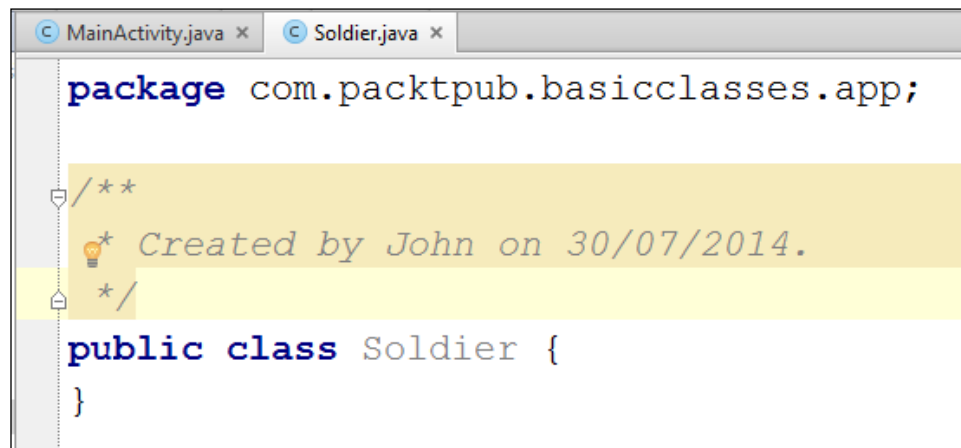 MainActivity.java × Soldier.java ×
package com.packtpub.basicclasses.app;
/**
* Created by John on 30/07/2014.
*/
public class Soldier {
}